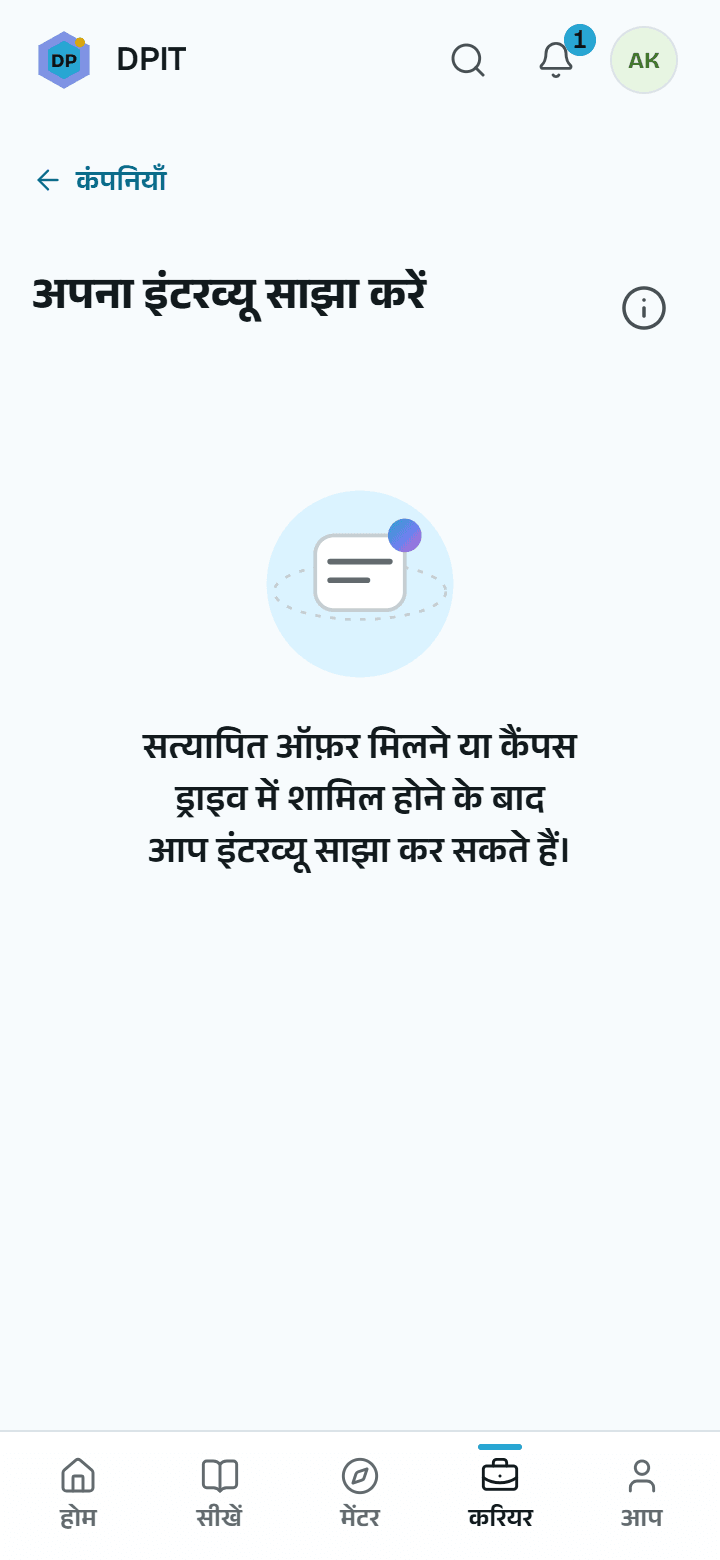 DP DPIT 1 AK
कंपनियाँ
अपना इंटरव्यू साझा करें
सत्यापित ऑफ़र मिलने या कैंपस
ड्राइव में शामिल होने के बाद
आप इंटरव्यू साझा कर सकते हैं।
होम सीखें मेंटर करियर आप